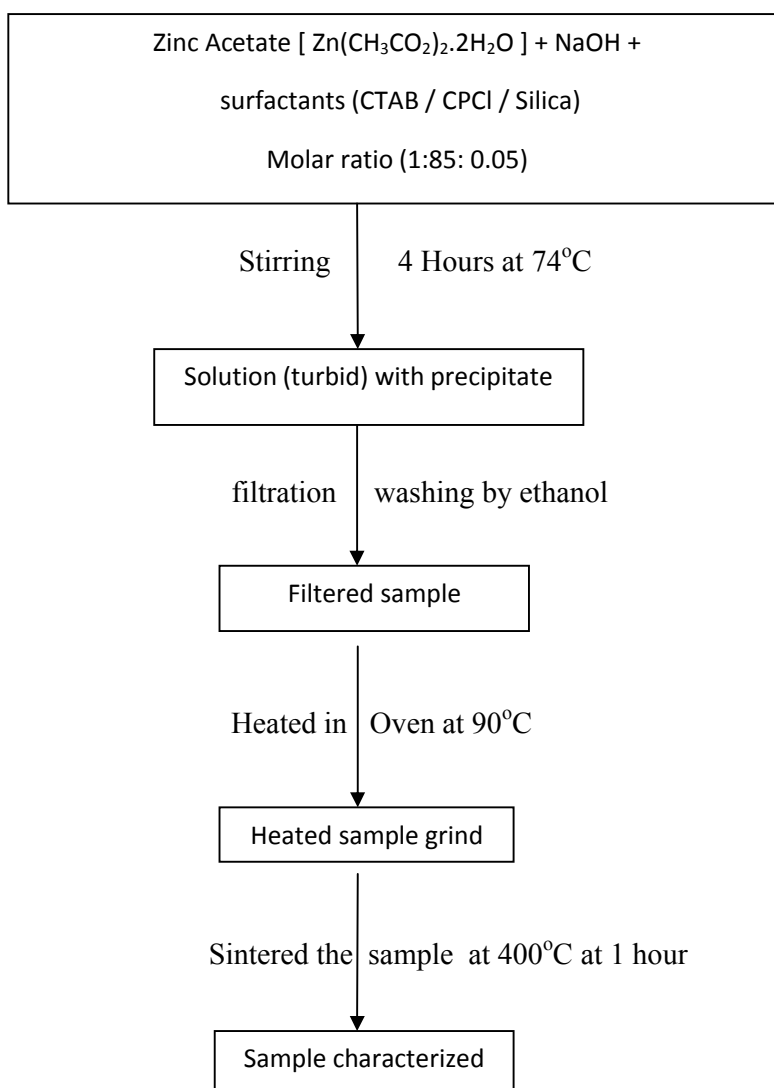 Zinc Acetate [ Zn(CH₃CO₂)₂.2H₂O ] + NaOH +
surfactants (CTAB / CPCl / Silica)
Molar ratio (1:85: 0.05)
Stirring 4 Hours at 74°C
Solution (turbid) with precipitate
filtration washing by ethanol
Filtered sample
Heated in Oven at 90°C
Heated sample grind
Sintered the sample at 400°C at 1 hour
Sample characterized